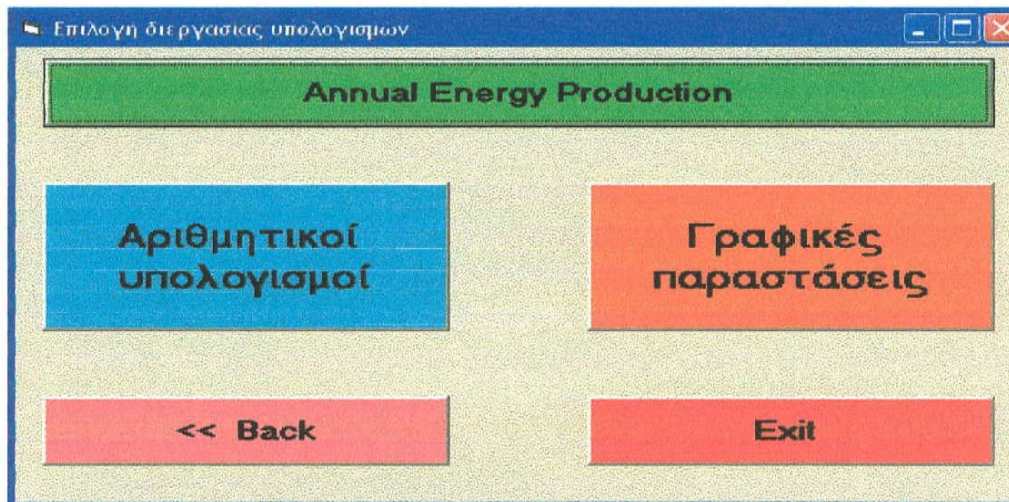 Επιλογη διεργασιας υπολογισμων
Annual Energy Production
Αριθμητικοί
υπολογισμοί
Γραφικές
παραστάσεις
<< Back
Exit